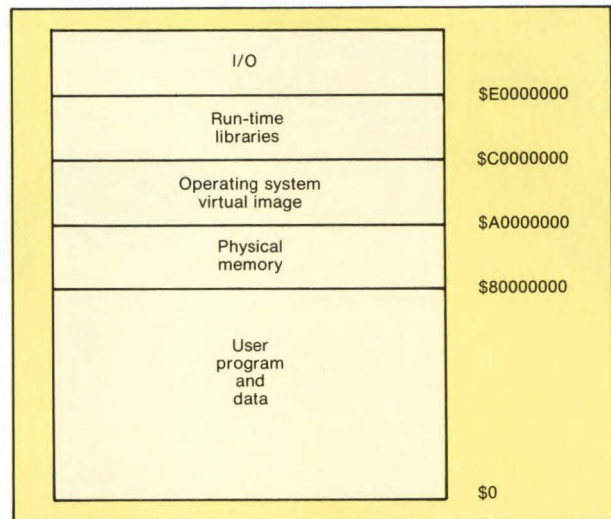 I/O
$E0000000
Run-time
libraries
$C0000000
Operating system
virtual image
$A0000000
Physical
memory
$80000000
User
program
and
data
$0